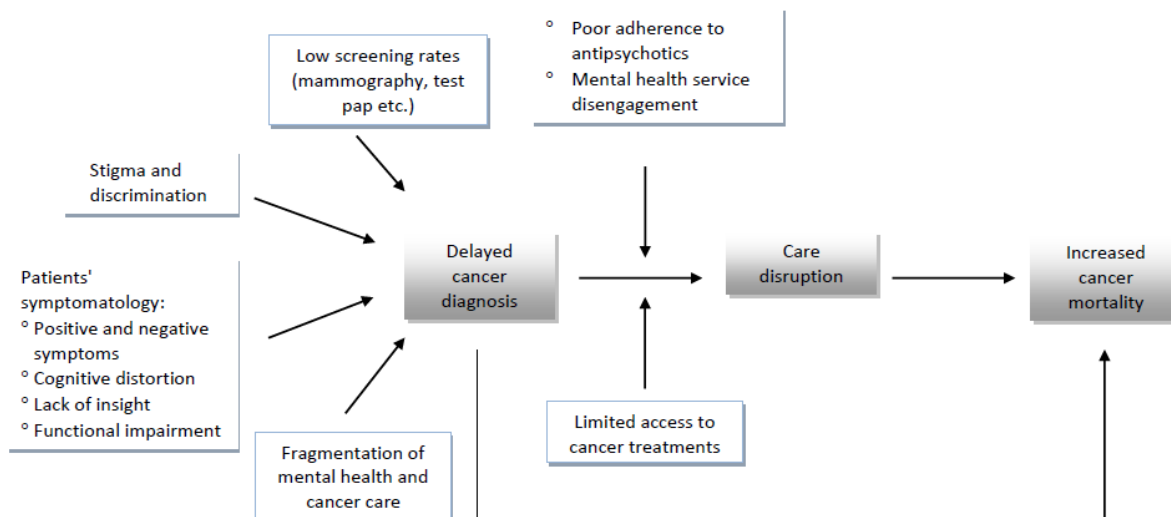 Low screening rates
(mammography, test
pap etc.)
° Poor adherence to
antipsychotics
° Mental health service
disengagement
Stigma and
discrimination
Patients'
symptomatology:
° Positive and negative
symptoms
° Cognitive distortion
° Lack of insight
° Functional impairment
Fragmentation of
mental health and
cancer care
Delayed
cancer
diagnosis
Limited access to
cancer treatments
Care
disruption
Increased
cancer
mortality